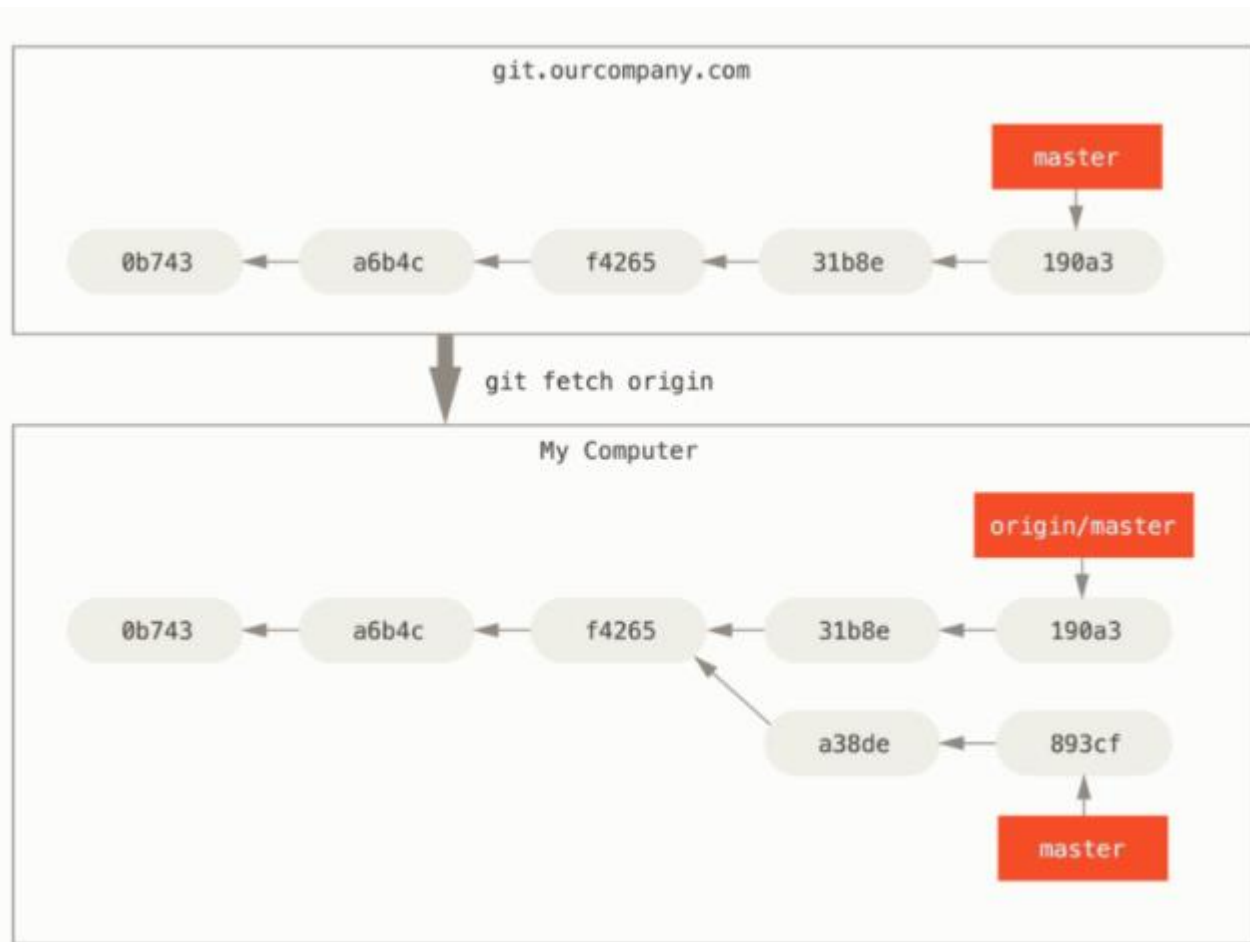 git.ourcompany.com
master
0b743 a6b4c f4265 31b8e 190a3
git fetch origin
My Computer
origin/master
0b743 a6b4c f4265 31b8e 190a3
a38de 893cf
master